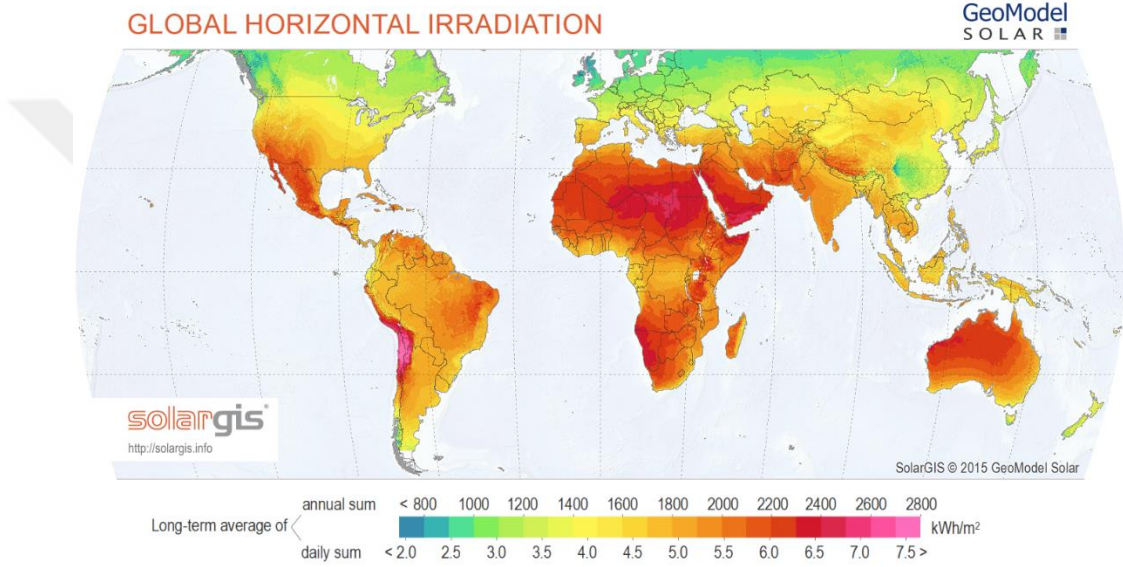 GLOBAL HORIZONTAL IRRADIATION
GeoModel
SOLAR
solargis
http://solargis.info
SolarGIS © 2015 GeoModel Solar
Long-term average of
annual sum < 800 1000 1200 1400 1600 1800 2000 2200 2400 2600 2800
kWh/m²
daily sum < 2.0 2.5 3.0 3.5 4.0 4.5 5.0 5.5 6.0 6.5 7.0 7.5 >